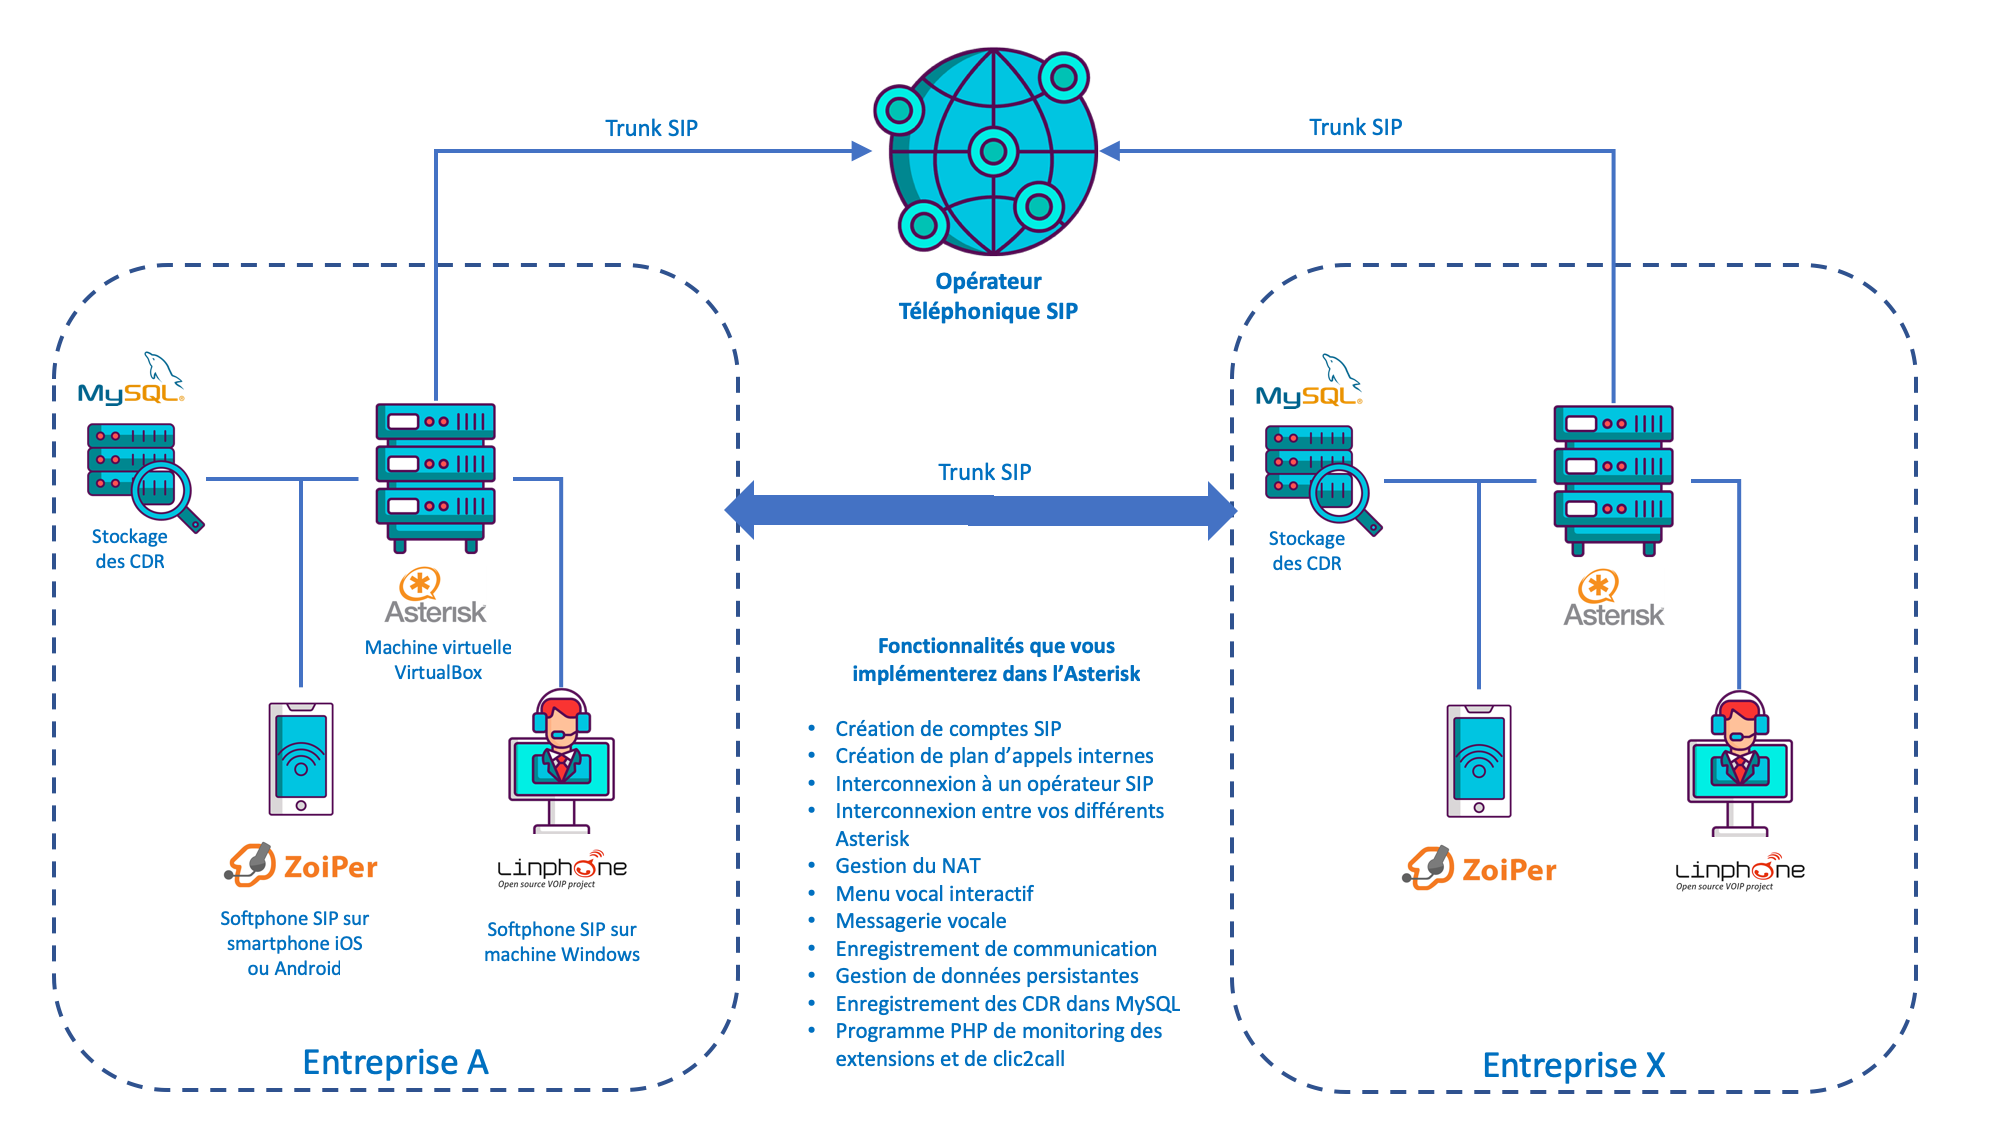 Trunk SIP
Trunk SIP
Opérateur
Téléphonique SIP
MySQL®
Stockage
des CDR
Asterisk
Machine virtuelle
VirtualBox
ZoiPer
Softphone SIP sur
smartphone iOS
ou Android
Linphone
Open source VOIP project
Softphone SIP sur
machine Windows
Entreprise A
Trunk SIP
Fonctionnalités que vous
implémenterez dans l’Asterisk
• Création de comptes SIP
• Création de plan d’appels internes
• Interconnexion à un opérateur SIP
• Interconnexion entre vos différents
Asterisk
• Gestion du NAT
• Menu vocal interactif
• Messagerie vocale
• Enregistrement de communication
• Gestion de données persistantes
• Enregistrement des CDR dans MySQL
• Programme PHP de monitoring des
extensions et de clic2call
MySQL®
Stockage
des CDR
Asterisk
ZoiPer
Linphone
Open source VOIP project
Entreprise X